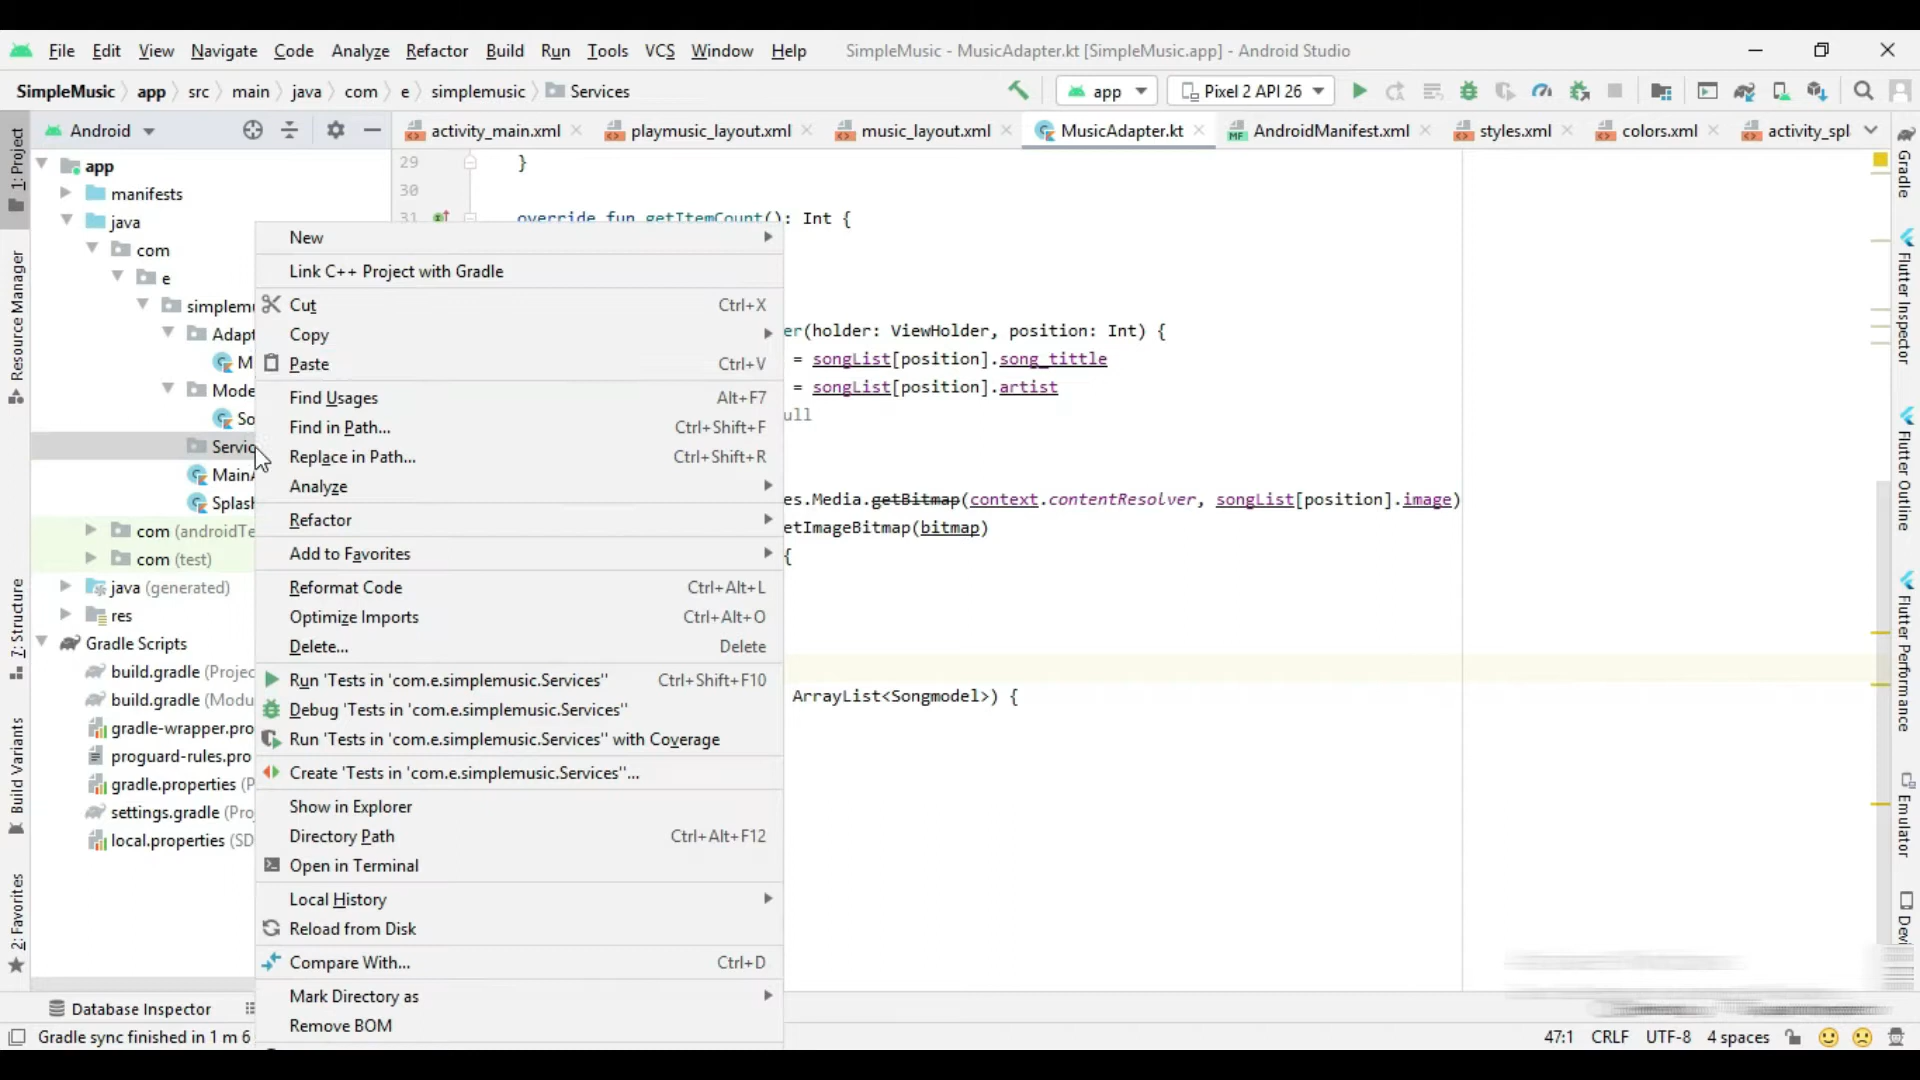 File Edit View Navigate Code Analyze Refactor Build Run Tools VCS Window Help SimpleMusic - MusicAdapter.kt [SimpleMusic.app] - Android Studio
SimpleMusic app src main java com e simplemusic Services app Pixel 2 API 26
Android
activity_main.xml playmusic_layout.xml music_layout.xml MusicAdapter.kt AndroidManifest.xml styles.xml colors.xml activity_spl
1: Project
Resource Manager
7: Structure
Build Variants
2: Favorites
app
manifests
java
com
e
simplem
Adapt
M
Mode
So
Servic
MainA
Splash
com (androidTe
com (test)
java (generated)
res
Gradle Scripts
build.gradle (Projec
build.gradle (Modu
gradle-wrapper.pro
proguard-rules.pro
gradle.properties (P
settings.gradle (Pro
local.properties (SD
New
Link C++ Project with Gradle
Cut Ctrl+X
Copy
Paste Ctrl+V
Find Usages Alt+F7
Find in Path... Ctrl+Shift+F
Replace in Path... Ctrl+Shift+R
Analyze
Refactor
Add to Favorites
Reformat Code Ctrl+Alt+L
Optimize Imports Ctrl+Alt+O
Delete... Delete
Run 'Tests in 'com.e.simplemusic.Services'' Ctrl+Shift+F10
Debug 'Tests in 'com.e.simplemusic.Services''
Run 'Tests in 'com.e.simplemusic.Services'' with Coverage
Create 'Tests in 'com.e.simplemusic.Services''...
Show in Explorer
Directory Path Ctrl+Alt+F12
Open in Terminal
Local History
Reload from Disk
Compare With... Ctrl+D
Mark Directory as
Remove BOM
29 }
30
31 override fun getItemCount(): Int {
er(holder: ViewHolder, position: Int) {
= songList[position].song_tittle
= songList[position].artist
ull
es.Media.getBitmap(context.contentResolver, songList[position].image)
etImageBitmap(bitmap)
{
ArrayList<Songmodel>) {
Gradle
Flutter Inspector
Flutter Outline
Flutter Performance
Emulator
Devi
Database Inspector
Gradle sync finished in 1 m 6
47:1 CRLF UTF-8 4 spaces